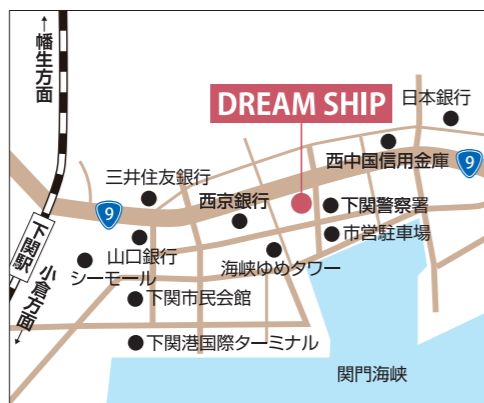 ←幡生方面
日本銀行
DREAM SHIP
西中国信用金庫
9
三井住友銀行
9
西京銀行
下関警察署
下関駅
山口銀行
市営駐車場
シーモール
海峡ゆめタワー
小倉方面→
下関市民会館
下関港国際ターミナル
関門海峡